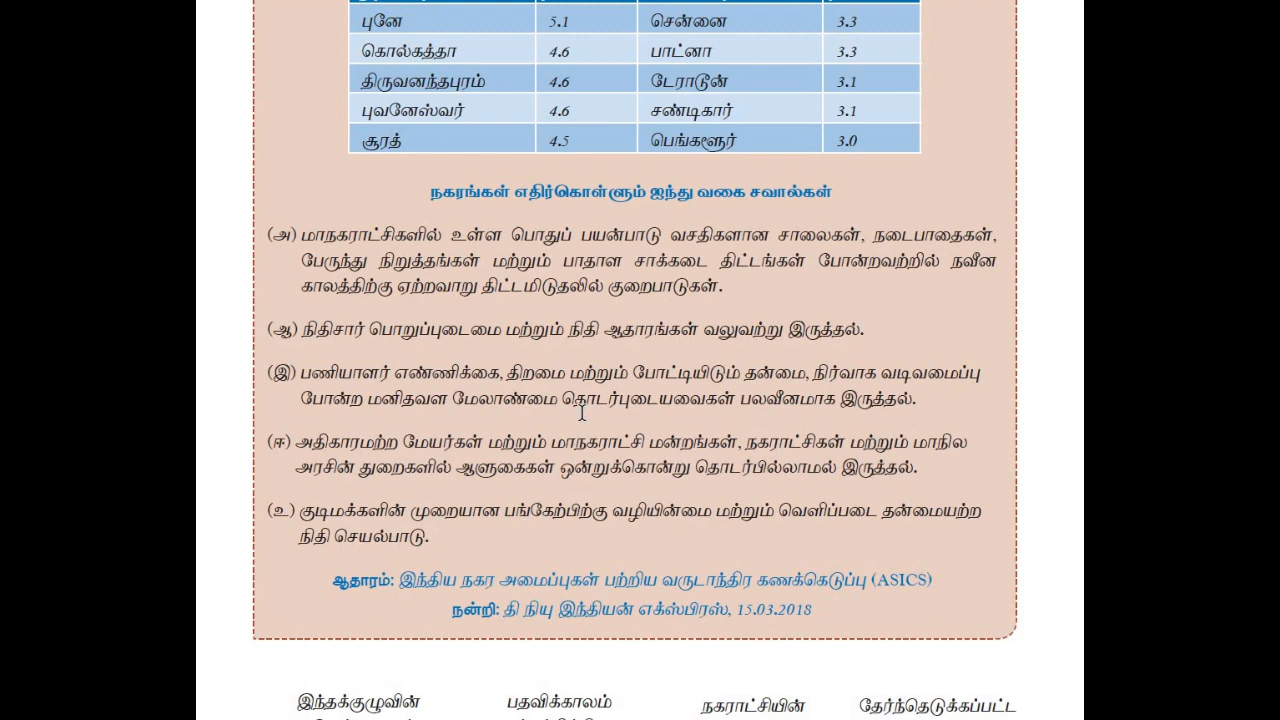 புனே 5.1 சென்னை 3.3
கொல்கத்தா 4.6 பாட்னா 3.3
திருவனந்தபுரம் 4.6 டேராடூன் 3.1
புவனேஸ்வர் 4.6 சண்டிகார் 3.1
சூரத் 4.5 பெங்களூர் 3.0
நகரங்கள் எதிர்கொள்ளும் ஐந்து வகை சவால்கள்
(அ) மாநகராட்சிகளில் உள்ள பொதுப் பயன்பாடு வசதிகளான சாலைகள், நடைபாதைகள்,
பேருந்து நிறுத்தங்கள் மற்றும் பாதாள சாக்கடை திட்டங்கள் போன்றவற்றில் நவீன
காலத்திற்கு ஏற்றவாறு திட்டமிடுதலில் குறைபாடுகள்.
(ஆ) நிதிசார் பொறுப்புடைமை மற்றும் நிதி ஆதாரங்கள் வலுவற்று இருத்தல்.
(இ) பணியாளர் எண்ணிக்கை, திறமை மற்றும் போட்டியிடும் தன்மை, நிர்வாக வடிவமைப்பு
போன்ற மனிதவள மேலாண்மை தொடர்புடையவைகள் பலவீனமாக இருத்தல்.
(ஈ) அதிகாரமற்ற மேயர்கள் மற்றும் மாநகராட்சி மன்றங்கள், நகராட்சிகள் மற்றும் மாநில
அரசின் துறைகளில் ஆளுகைகள் ஒன்றுக்கொன்று தொடர்பில்லாமல் இருத்தல்.
(உ) குடிமக்களின் முறையான பங்கேற்பிற்கு வழியின்மை மற்றும் வெளிப்படை தன்மையற்ற
நிதி செயல்பாடு.
ஆதாரம்: இந்திய நகர அமைப்புகள் பற்றிய வருடாந்திர கணக்கெடுப்பு (ASICS)
நன்றி: தி நியு இந்தியன் எக்ஸ்பிரஸ், 15.03.2018
இந்தக்குழுவின் பதவிக்காலம் நகராட்சியின் தேர்ந்தெடுக்கப்பட்ட